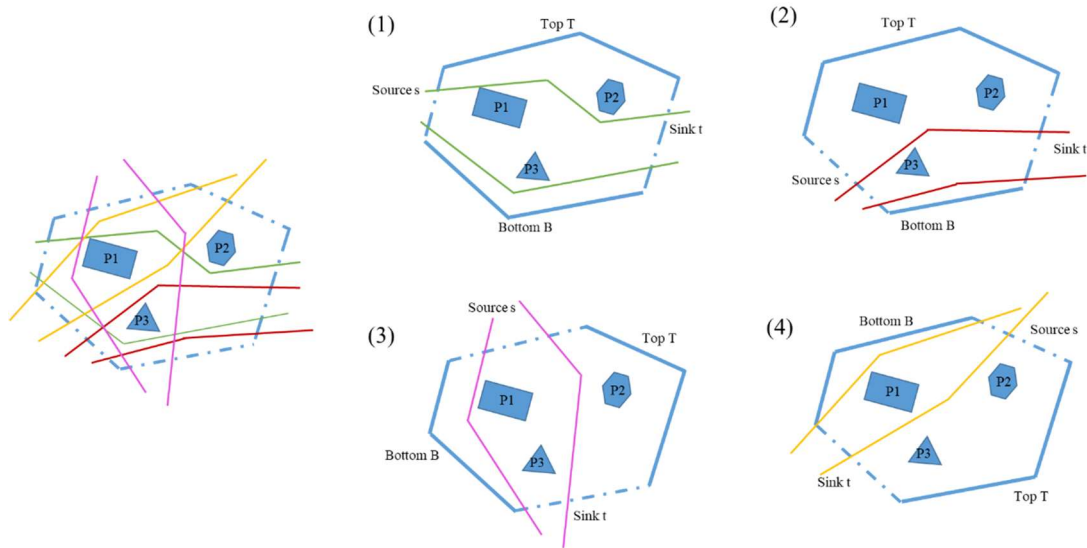 P1
P2
P3
(1)
Top T
Source s
P1
P2
Sink t
P3
Bottom B
(2)
Top T
P1
P2
Sink t
P3
Source s
Bottom B
(3)
Source s
Top T
P1
P2
Bottom B
P3
Sink t
(4)
Bottom B
Source s
P1
P2
P3
Sink t
Top T